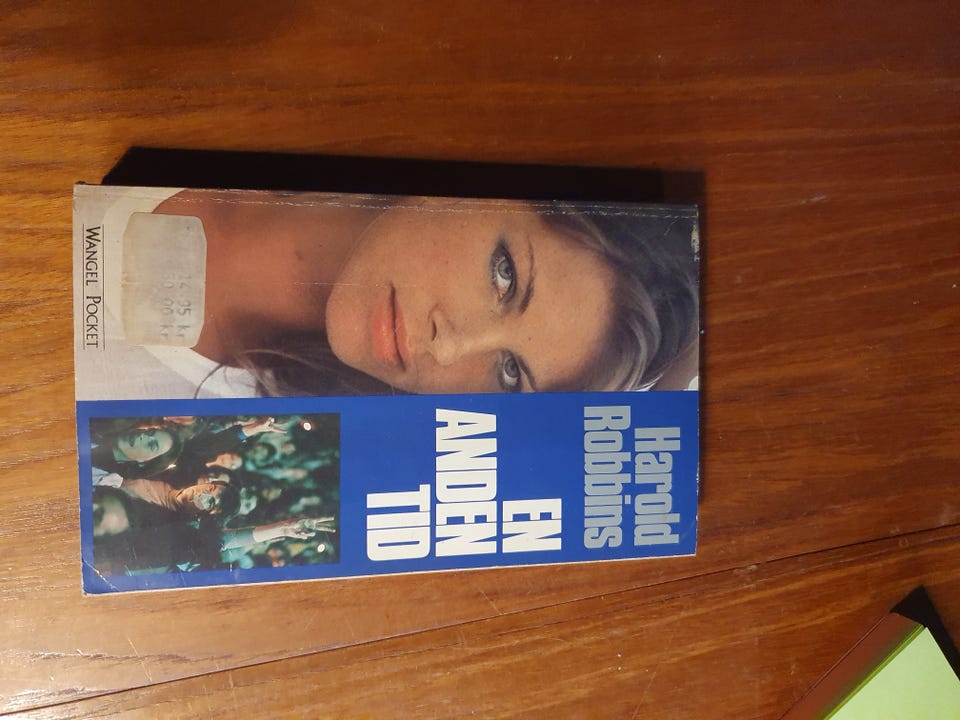 Harold
Robbins
EN
ANDEN
TID
WANGEL POCKET